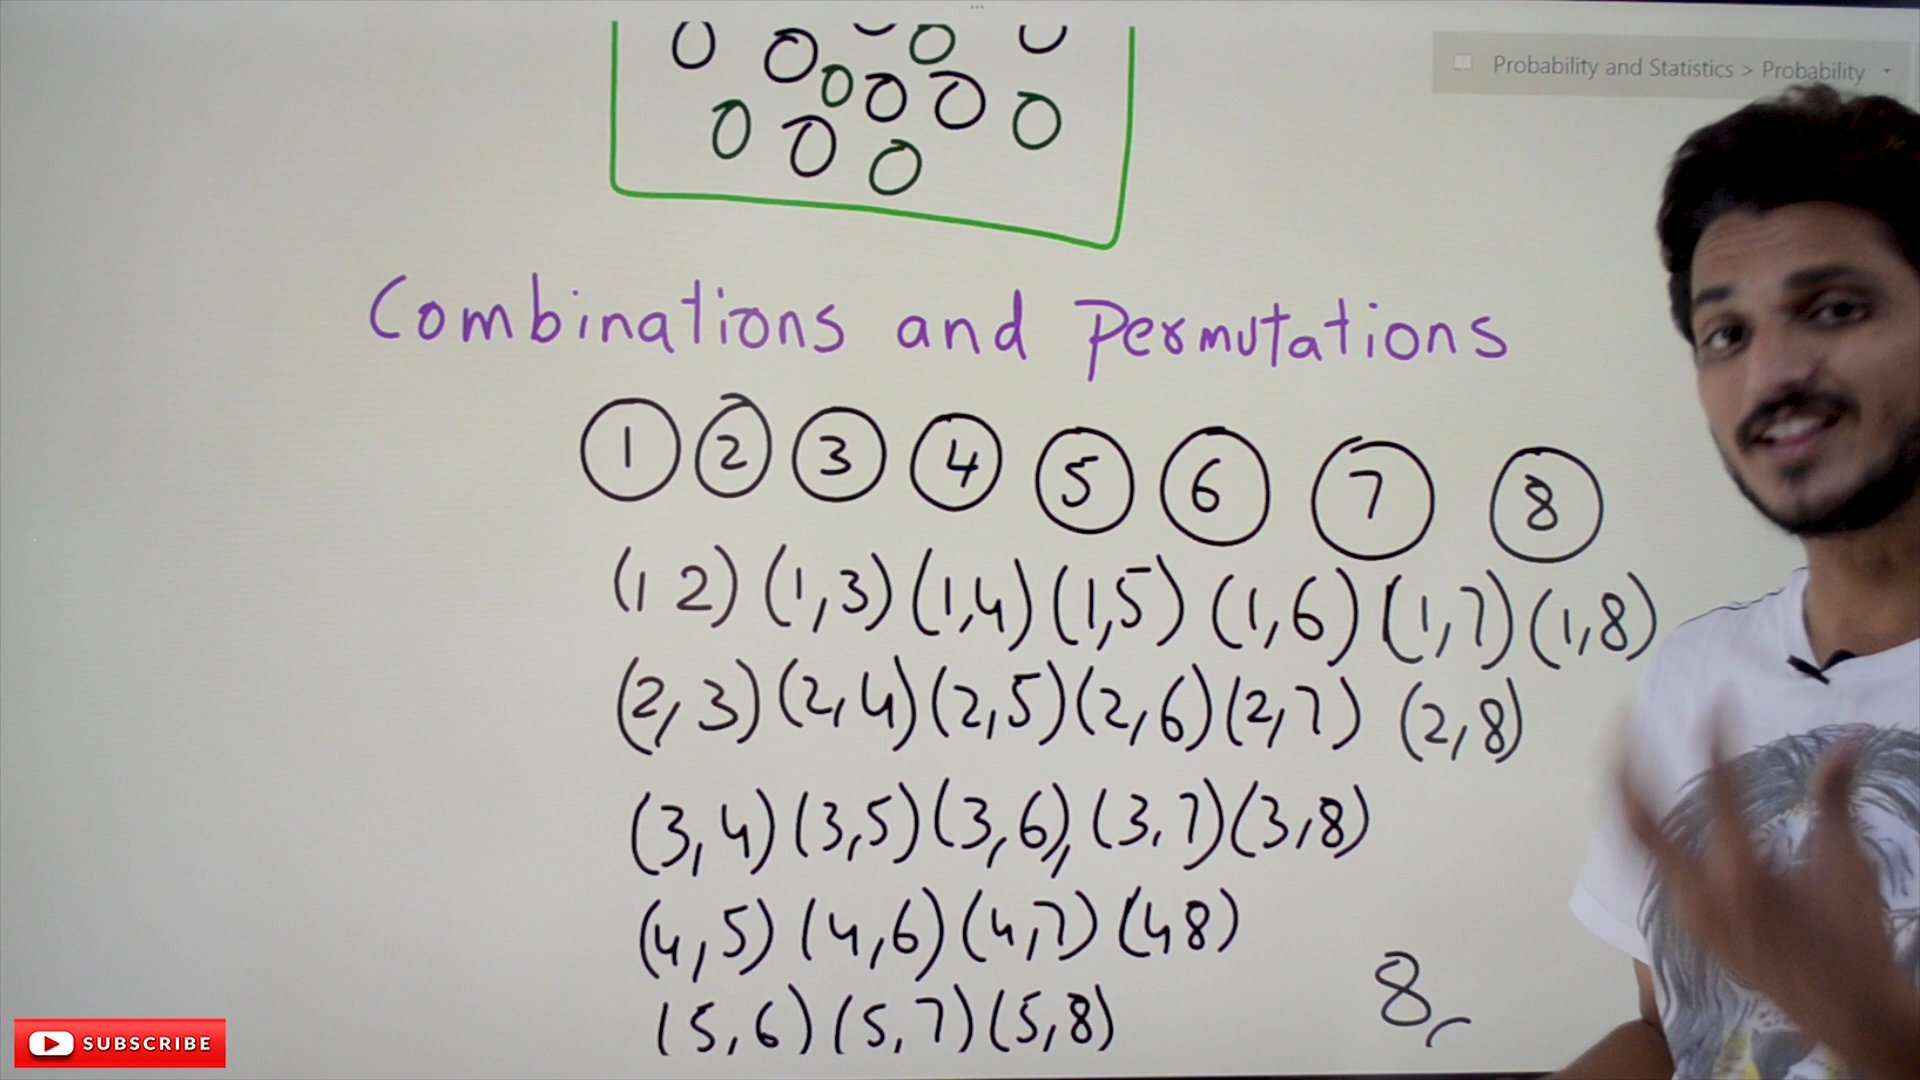 Probability and Statistics > Probability
Combinations and Permutations
1 2 3 4 5 6 7 8
(1 2) (1,3) (1,4) (1,5) (1,6) (1,7) (1,8)
(2,3) (2,4) (2,5) (2,6) (2,7) (2,8)
(3,4) (3,5) (3,6), (3,7) (3,8)
(4,5) (4,6) (4,7) (4 8)
(5,6) (5,7) (5,8)
8
SUBSCRIBE